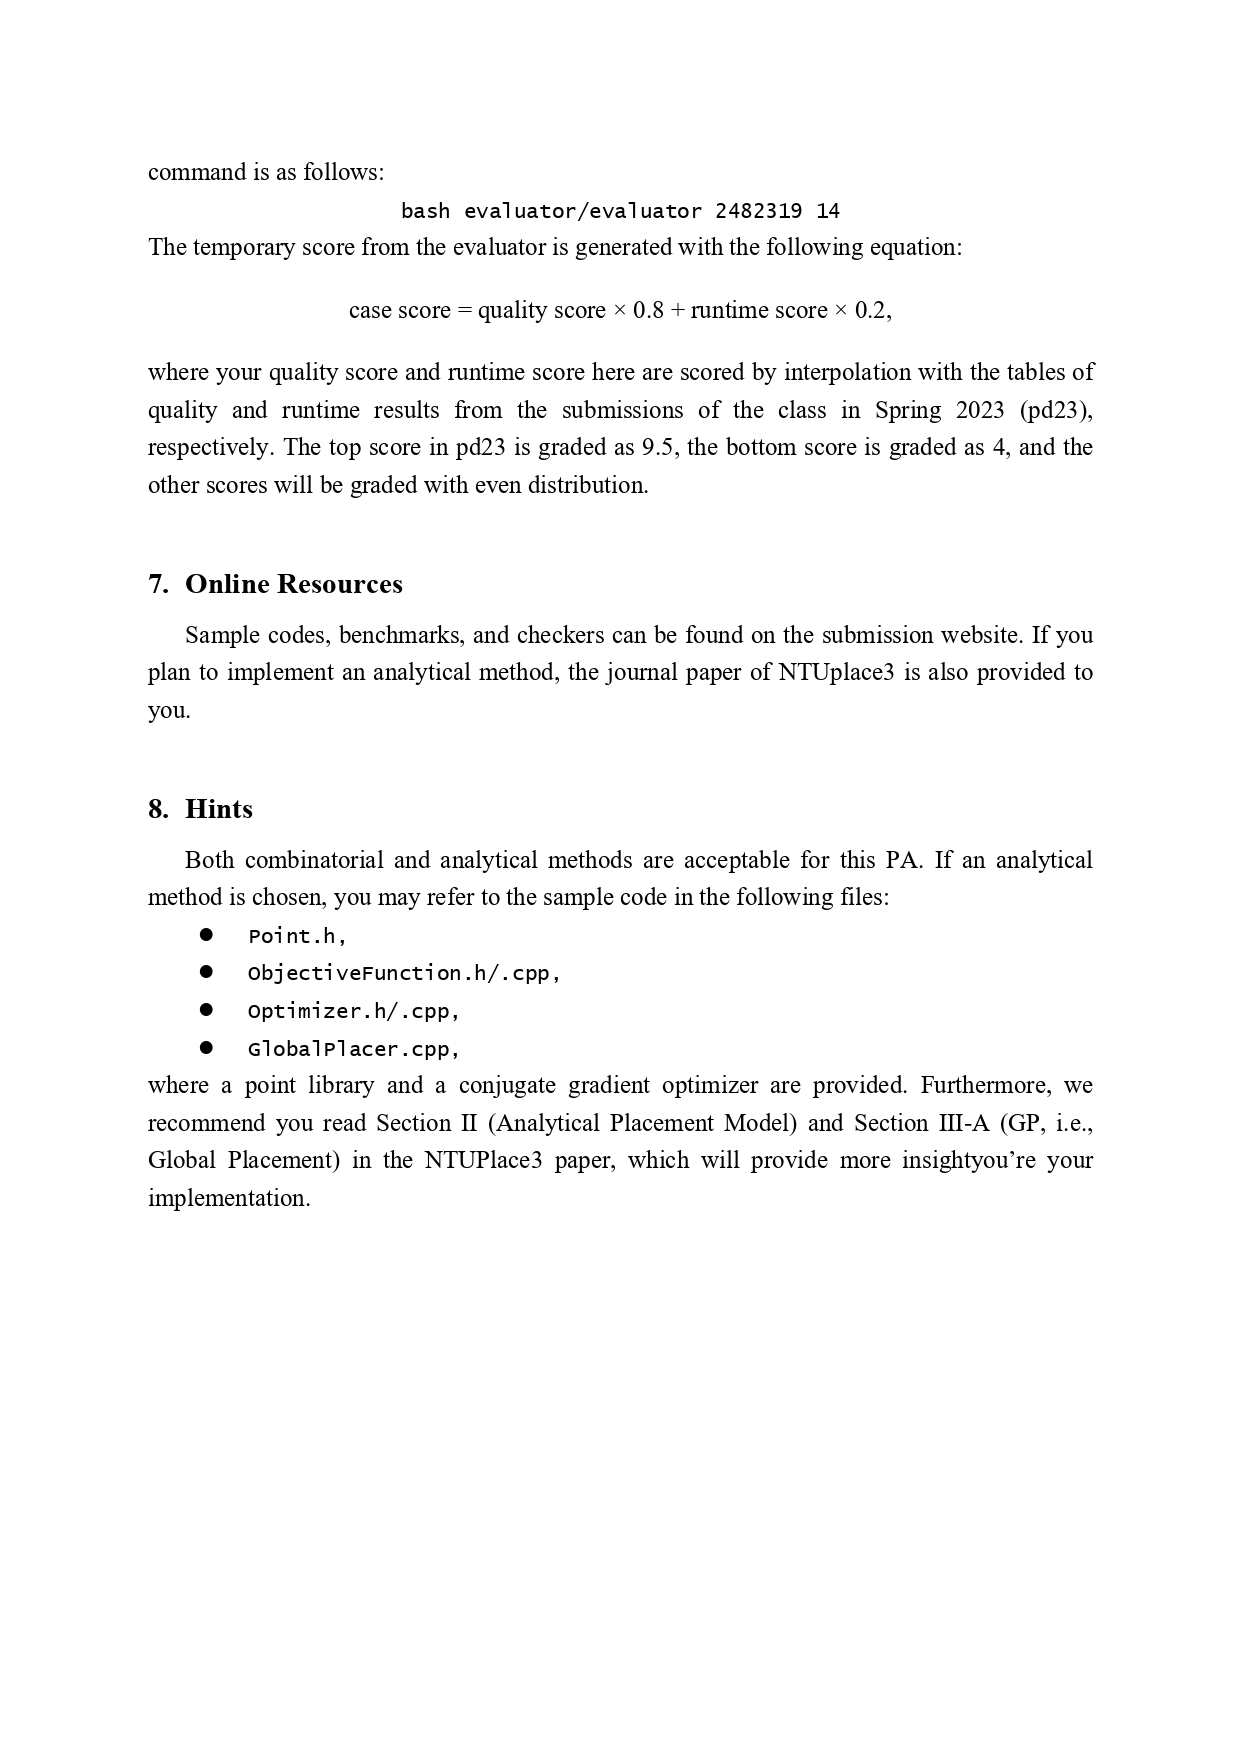 command is as follows:
bash evaluator/evaluator 2482319 14
The temporary score from the evaluator is generated with the following equation:
case score = quality score × 0.8 + runtime score × 0.2,
where your quality score and runtime score here are scored by interpolation with the tables of
quality and runtime results from the submissions of the class in Spring 2023 (pd23),
respectively. The top score in pd23 is graded as 9.5, the bottom score is graded as 4, and the
other scores will be graded with even distribution.
7. Online Resources
Sample codes, benchmarks, and checkers can be found on the submission website. If you
plan to implement an analytical method, the journal paper of NTUplace3 is also provided to
you.
8. Hints
Both combinatorial and analytical methods are acceptable for this PA. If an analytical
method is chosen, you may refer to the sample code in the following files:
● Point.h,
● ObjectiveFunction.h/.cpp,
● Optimizer.h/.cpp,
● GlobalPlacer.cpp,
where a point library and a conjugate gradient optimizer are provided. Furthermore, we
recommend you read Section II (Analytical Placement Model) and Section III-A (GP, i.e.,
Global Placement) in the NTUPlace3 paper, which will provide more insightyou’re your
implementation.